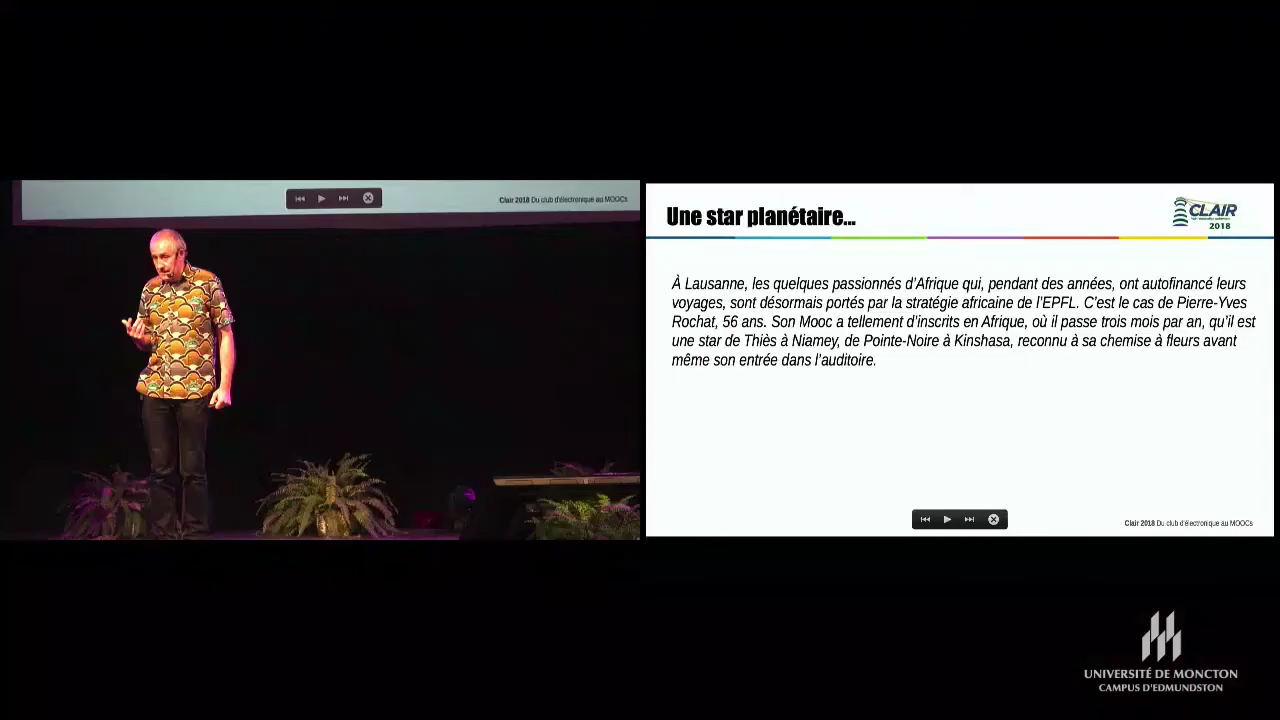 Clair 2018 Du club d'électronique au MOOCs
Une star planétaire...
CLAIR
2018
À Lausanne, les quelques passionnés d'Afrique qui, pendant des années, ont autofinancé leurs
voyages, sont désormais portés par la stratégie africaine de l'EPFL. C'est le cas de Pierre-Yves
Rochat, 56 ans. Son Mooc a tellement d'inscrits en Afrique, où il passe trois mois par an, qu'il est
une star de Thiès à Niamey, de Pointe-Noire à Kinshasa, reconnu à sa chemise à fleurs avant
même son entrée dans l'auditoire.
Clair 2018 Du club d'électronique au MOOCs
UNIVERSITÉ DE MONCTON
CAMPUS D'EDMUNDSTON